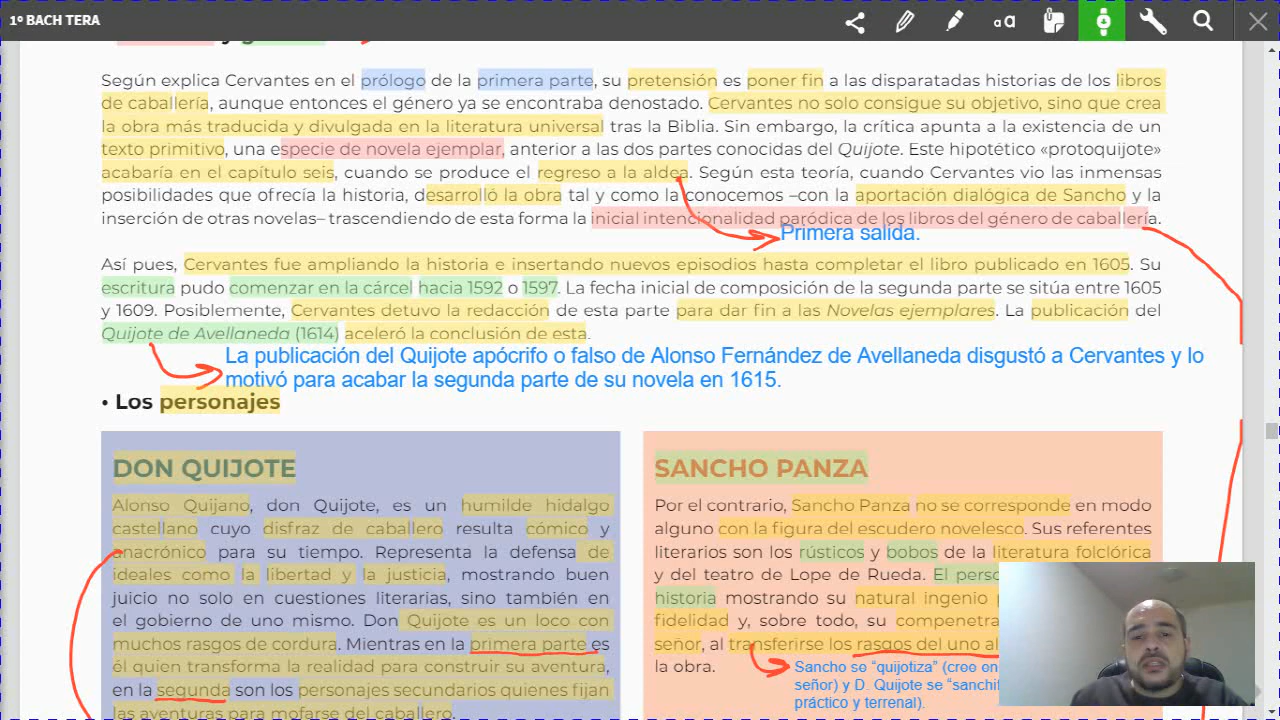 1º BACH TERA
Según explica Cervantes en el prólogo de la primera parte, su pretensión es poner fin a las disparatadas historias de los libros
de caballería, aunque entonces el género ya se encontraba denostado. Cervantes no solo consigue su objetivo, sino que crea
la obra más traducida y divulgada en la literatura universal tras la Biblia. Sin embargo, la crítica apunta a la existencia de un
texto primitivo, una especie de novela ejemplar, anterior a las dos partes conocidas del Quijote. Este hipotético «protoquijote»
acabaría en el capítulo seis, cuando se produce el regreso a la aldea. Según esta teoría, cuando Cervantes vio las inmensas
posibilidades que ofrecía la historia, desarrolló la obra tal y como la conocemos –con la aportación dialógica de Sancho y la
inserción de otras novelas– trascendiendo de esta forma la inicial intencionalidad paródica de los libros del género de caballería.
Primera salida.
Así pues, Cervantes fue ampliando la historia e insertando nuevos episodios hasta completar el libro publicado en 1605. Su
escritura pudo comenzar en la cárcel hacia 1592 o 1597. La fecha inicial de composición de la segunda parte se sitúa entre 1605
y 1609. Posiblemente, Cervantes detuvo la redacción de esta parte para dar fin a las Novelas ejemplares. La publicación del
Quijote de Avellaneda (1614) aceleró la conclusión de esta.
La publicación del Quijote apócrifo o falso de Alonso Fernández de Avellaneda disgustó a Cervantes y lo
motivó para acabar la segunda parte de su novela en 1615.
• Los personajes
DON QUIJOTE
Alonso Quijano, don Quijote, es un humilde hidalgo
castellano cuyo disfraz de caballero resulta cómico y
anacrónico para su tiempo. Representa la defensa de
ideales como la libertad y la justicia, mostrando buen
juicio no solo en cuestiones literarias, sino también en
el gobierno de uno mismo. Don Quijote es un loco con
muchos rasgos de cordura. Mientras en la primera parte es
él quien transforma la realidad para construir su aventura,
en la segunda son los personajes secundarios quienes fijan
las aventuras para mofarse del caballero.
SANCHO PANZA
Por el contrario, Sancho Panza no se corresponde en modo
alguno con la figura del escudero novelesco. Sus referentes
literarios son los rústicos y bobos de la literatura folclórica
y del teatro de Lope de Rueda. El
historia mostrando su natural ingenio
fidelidad y, sobre todo, su
señor, al transferirse los rasgos del uno al
la obra.
Sancho se "quijotiza" (cree en
señor) y D. Quijote se
práctico y terrenal).